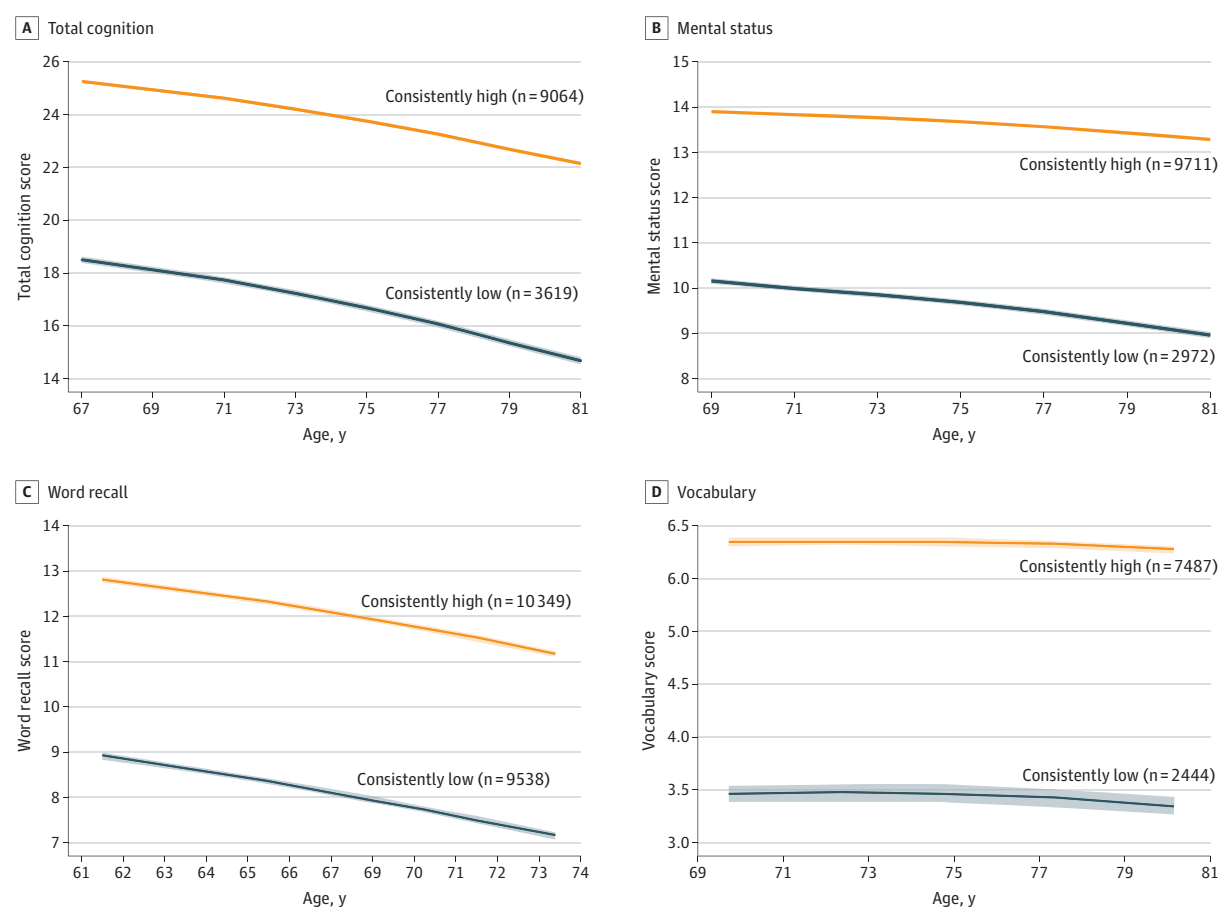 A Total cognition
26
24
22
20
18
16
14
Total cognition score
Consistently high (n=9064)
Consistently low (n=3619)
67 69 71 73 75 77 79 81
Age, y
B Mental status
15
14
13
12
11
10
9
8
Mental status score
Consistently high (n=9711)
Consistently low (n=2972)
69 71 73 75 77 79 81
Age, y
C Word recall
14
13
12
11
10
9
8
7
Word recall score
Consistently high (n=10349)
Consistently low (n=9538)
61 62 63 64 65 66 67 68 69 70 71 72 73 74
Age, y
D Vocabulary
6.5
6.0
5.0
4.5
4.0
3.5
3.0
Vocabulary score
Consistently high (n=7487)
Consistently low (n=2444)
69 71 73 75 77 79 81
Age, y